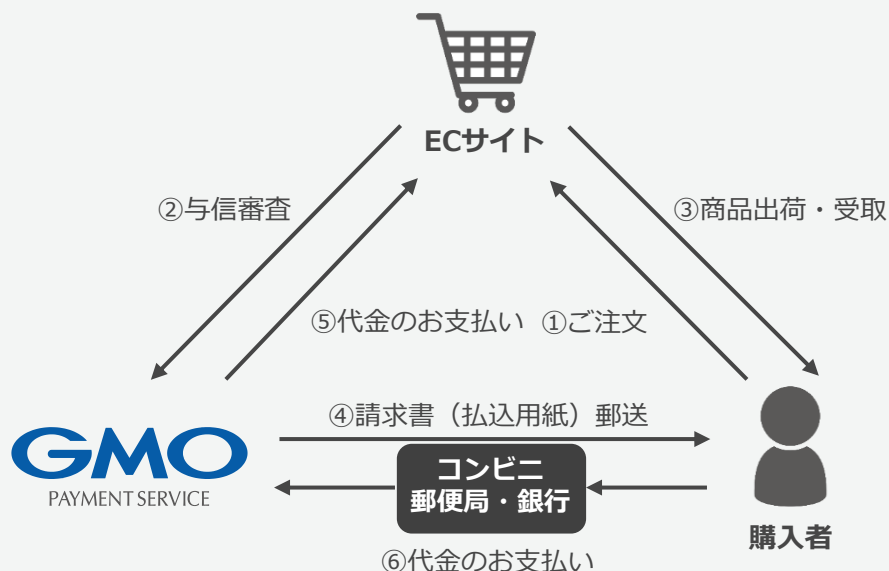 ECサイト
②与信審査
③商品出荷・受取
⑤代金のお支払い
①ご注文
④請求書（払込用紙）郵送
GMO
PAYMENT SERVICE
コンビニ
郵便局・銀行
購入者
⑥代金のお支払い